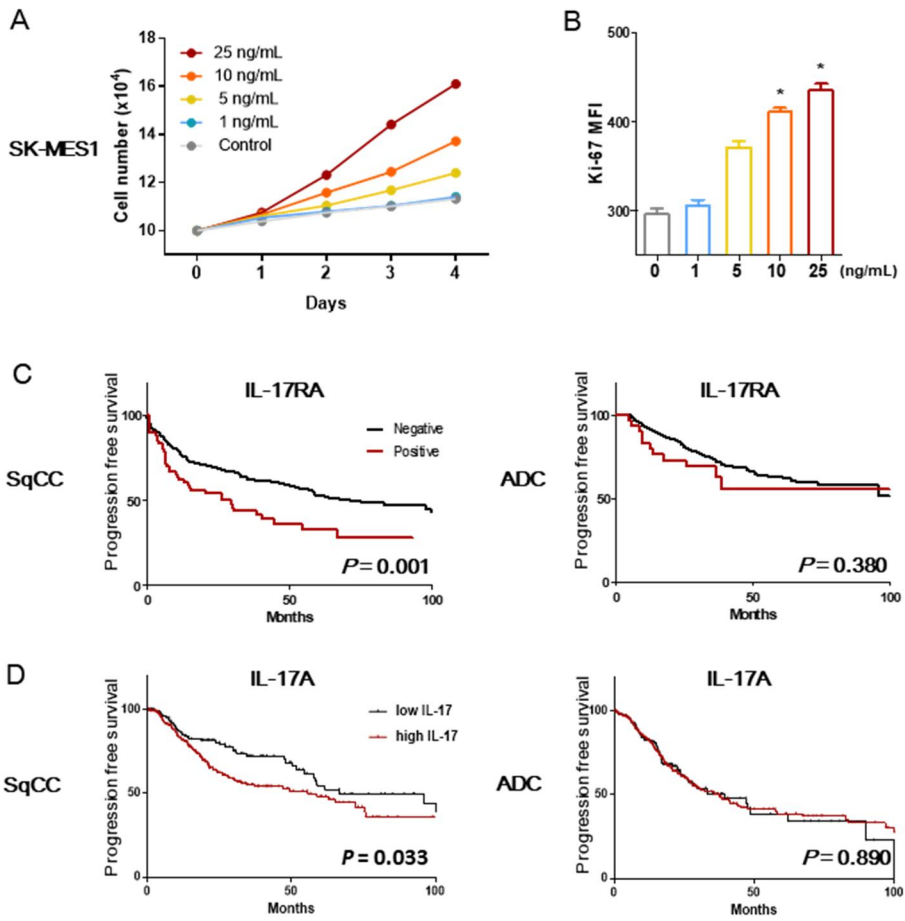 A
SK-MES1
Cell number (x10⁴)
18
16
14
12
10
25 ng/mL
10 ng/mL
5 ng/mL
1 ng/mL
Control
0 1 2 3 4
Days
B
Ki-67 MFI
500
400
300
* *
0 1 5 10 25 (ng/mL)
C
SqCC
IL-17RA
Progression free survival
100
50
0
Negative
Positive
P = 0.001
0 50 100
Months
ADC
IL-17RA
Progression free survival
100
50
0
P = 0.380
0 50 100
Months
D
SqCC
IL-17A
Progression free survival
100
50
0
low IL-17
high IL-17
P = 0.033
0 50 100
Months
ADC
IL-17A
Progression free survival
100
50
0
P = 0.890
0 50 100
Months